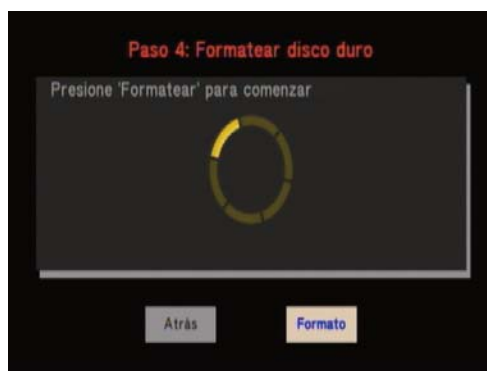 Paso 4: Formatear disco duro
Presione 'Formatear' para comenzar
Atrás
Formato